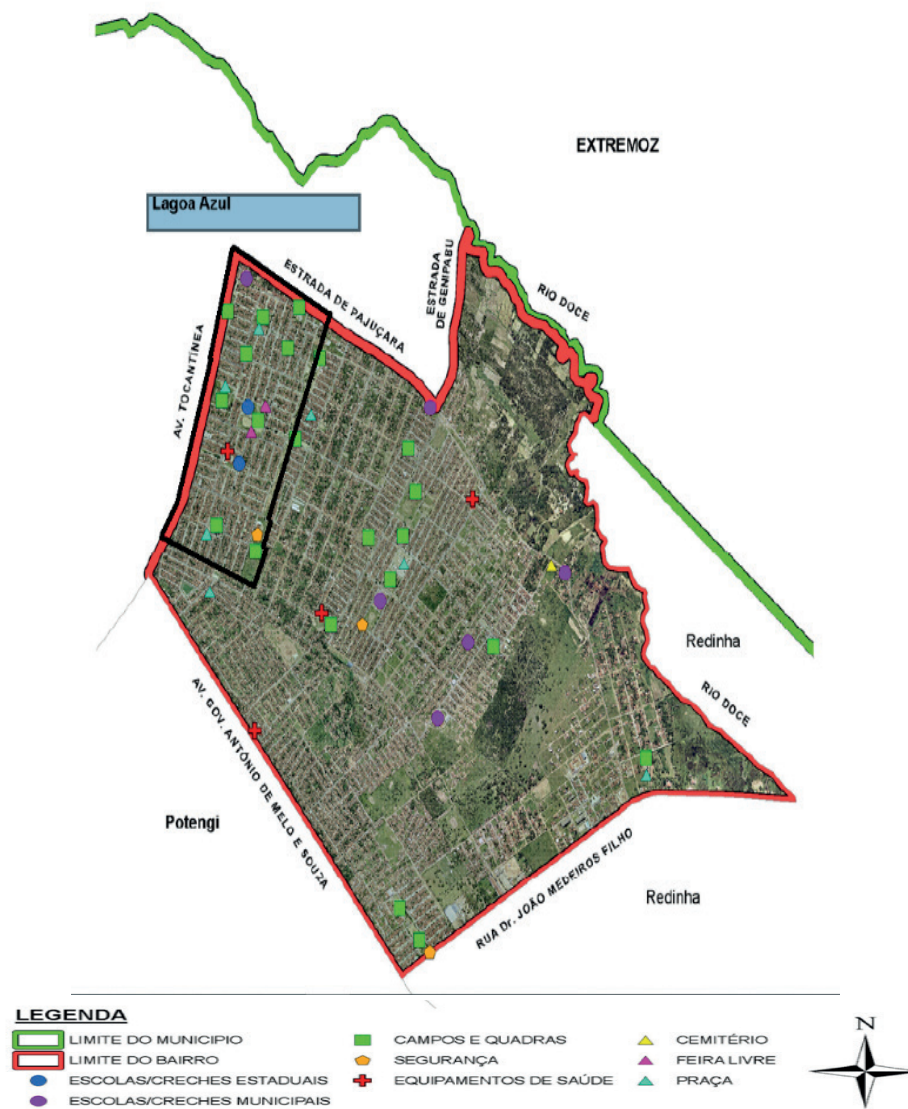 EXTREMOZ
Lagoa Azul
ESTRADA DE PAJUÇARA
ESTRADA
DE GENIPABU
RIO DOCE
AV. TOCANTÍNEA
Redinha
RIO DOCE
AV. GOV. ANTÔNIO DE MELO E SOUZA
Potengi
RUA Dr. JOÃO MEDEIROS FILHO
Redinha
LEGENDA
LIMITE DO MUNICIPIO
LIMITE DO BAIRRO
ESCOLAS/CRECHES ESTADUAIS
ESCOLAS/CRECHES MUNICIPAIS
CAMPOS E QUADRAS
SEGURANÇA
EQUIPAMENTOS DE SAÚDE
CEMITÉRIO
FEIRA LIVRE
PRAÇA
N